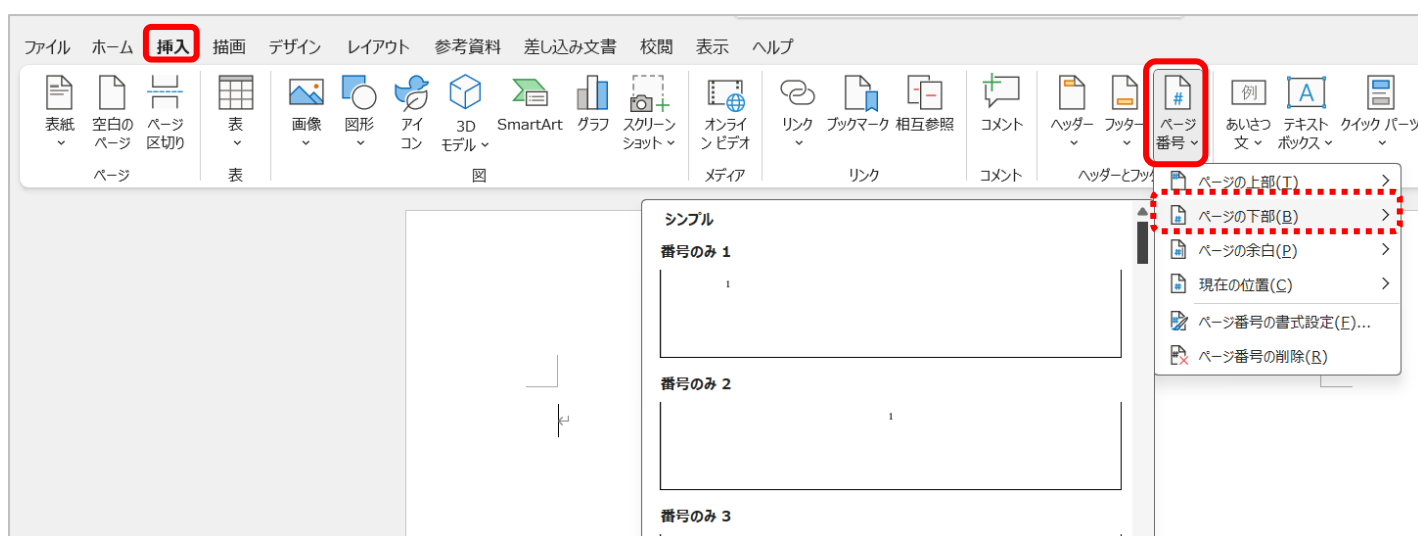 ファイル ホーム 挿入 描画 デザイン レイアウト 参考資料 差し込み文書 校閲 表示 ヘルプ
表紙 空白の ページ 表 画像 図形 アイ 3D SmartArt グラフ スクリーン オンライ リンク ブックマーク 相互参照 コメント ヘッダー フッター ページ あいさつ テキスト クイック パーツ
ページ 区切り コン モデル ショット ン ビデオ 番号 文 ボックス
ページ 表 図 メディア リンク コメント ヘッダーとフッ
ページの上部(T)
ページの下部(B)
ページの余白(P)
現在の位置(C)
ページ番号の書式設定(F)...
ページ番号の削除(R)
シンプル
番号のみ 1
1
番号のみ 2
1
番号のみ 3
例
A
#